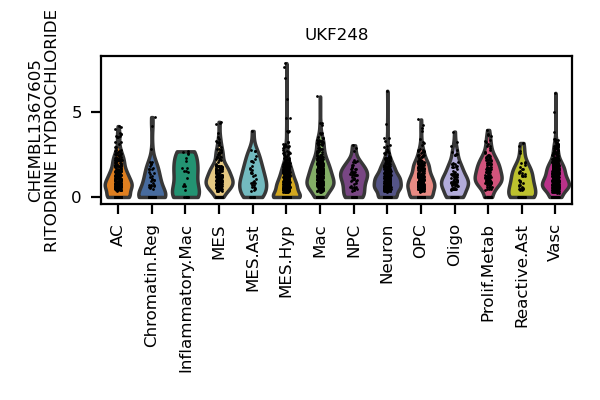 UKF248
CHEMBL1367605
RITODRINE HYDROCHLORIDE
5
0
AC
Chromatin.Reg
Inflammatory.Mac
MES
MES.Ast
MES.Hyp
Mac
NPC
Neuron
OPC
Oligo
Prolif.Metab
Reactive.Ast
Vasc